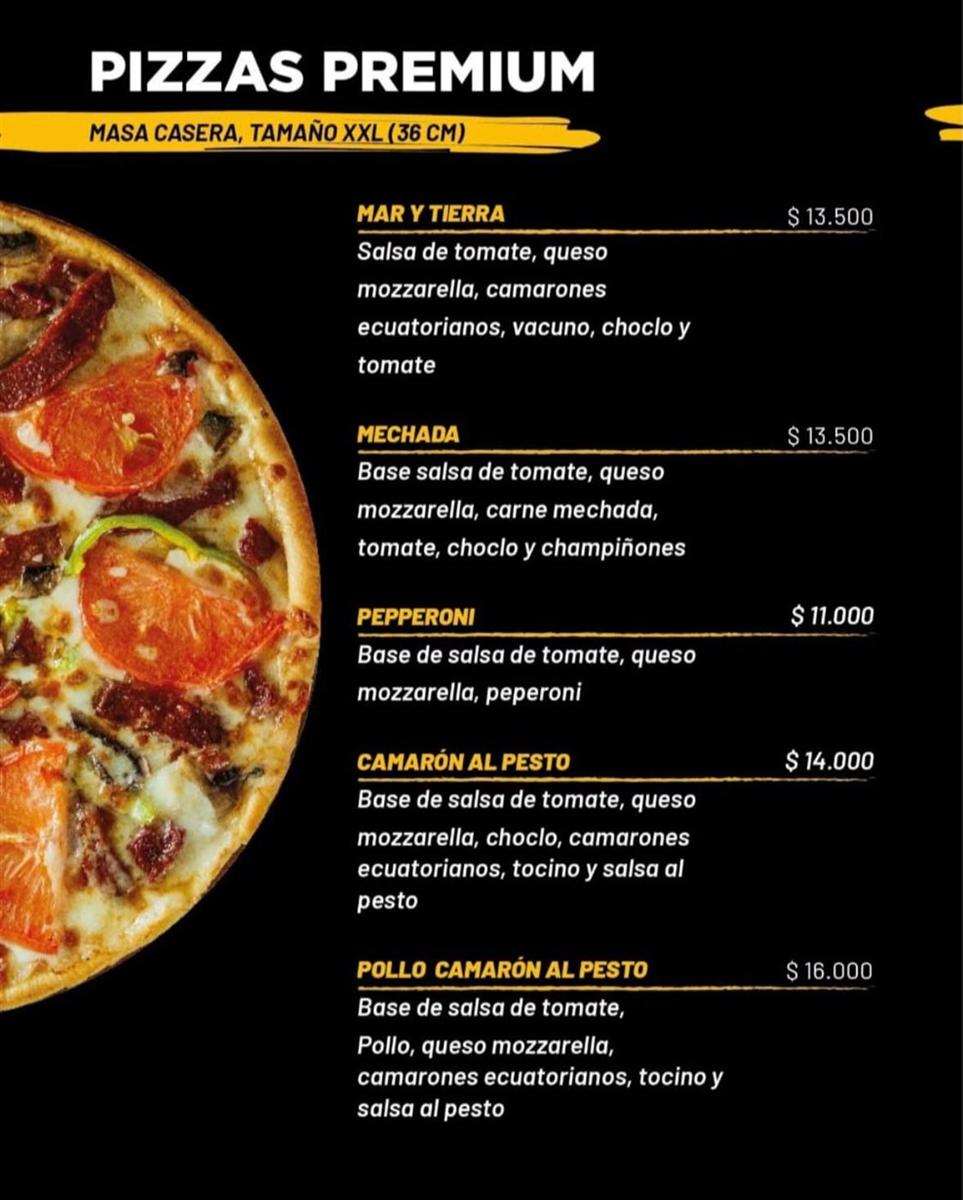 PIZZAS PREMIUM
MASA CASERA, TAMAÑO XXL (36 CM)
MAR Y TIERRA $ 13.500
Salsa de tomate, queso
mozzarella, camarones
ecuatorianos, vacuno, choclo y
tomate
MECHADA $ 13.500
Base salsa de tomate, queso
mozzarella, carne mechada,
tomate, choclo y champiñones
PEPPERONI $ 11.000
Base de salsa de tomate, queso
mozzarella, peperoni
CAMARÓN AL PESTO $ 14.000
Base de salsa de tomate, queso
mozzarella, choclo, camarones
ecuatorianos, tocino y salsa al
pesto
POLLO CAMARÓN AL PESTO $ 16.000
Base de salsa de tomate,
Pollo, queso mozzarella,
camarones ecuatorianos, tocino y
salsa al pesto